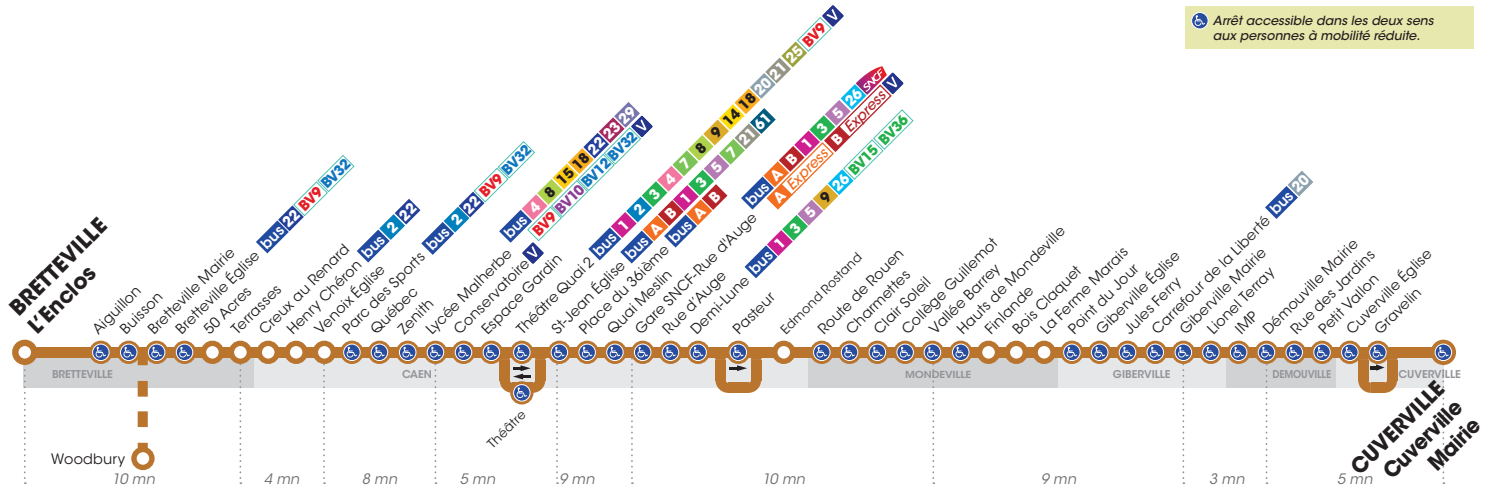 Arrêt accessible dans les deux sens
aux personnes à mobilité réduite.
BRETTEVILLE
L'Enclos
Aiguillon
Buisson
Bretteville Mairie
Bretteville Église bus 22 BV9 BV32
50 Acres
Terrasses
Creux au Renard
Henry Chéron bus 2 22
Venoix Église
Parc des Sports bus 2 22 BV9 BV32
Québec
Zenith
Lycée Malherbe bus 4 8 15 18 22 23 29
BV9 BV10 BV12 BV32 V
Conservatoire V
Espace Gardin
Théâtre Quai 2 bus 1 2 3 4 7 8 9 14 18 20 21 25 BV9 V
St-Jean Église bus A B 1 3 5 7 21 61
Place du 36ième bus A B
Quai Meslin
Gare SNCF-Rue d'Auge bus A B 1 3 5 26 SNCF
A Express B Express V
Rue d'Auge
Demi-Lune bus 1 3 5 9 26 BV15 BV36
Pasteur
Edmond Rostand
Route de Rouen
Charmettes
Clair Soleil
Collège Guillemot
Vallée Barrey
Hauts de Mondeville
Finlande
Bois Claquet
La Ferme Marais
Point du Jour
Giberville Église
Jules Ferry
Carrefour de la Liberté bus 20
Giberville Mairie
Lionel Terray
IMP
Démouville Mairie
Rue des Jardins
Petit Vallon
Cuverville Église
Gravelin
BRETTEVILLE
CAEN
MONDEVILLE
GIBERVILLE
DEMOUVILLE
CUVERVILLE
Théâtre
Woodbury
CUVERVILLE
Cuverville
Mairie
10 mn
4 mn
8 mn
5 mn
9 mn
10 mn
9 mn
3 mn
5 mn